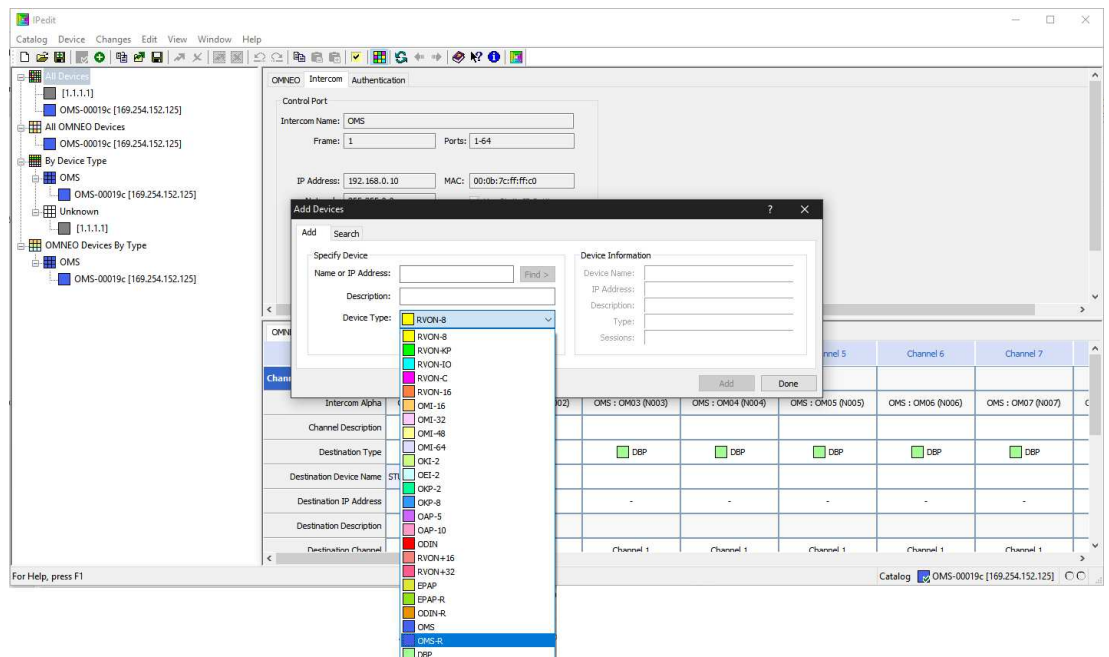 IPedit
Catalog Device Changes Edit View Window Help
All Devices
[1.1.1.1]
OMS-00019c [169.254.152.125]
All OMNEO Devices
OMS-00019c [169.254.152.125]
By Device Type
OMS
OMS-00019c [169.254.152.125]
Unknown
[1.1.1.1]
OMNEO Devices By Type
OMS
OMS-00019c [169.254.152.125]
OMNEO Intercom Authentication
Control Port
Intercom Name: OMS
Frame: 1 Ports: 1-64
IP Address: 192.168.0.10 MAC: 00:0b:7c:ff:ff:c0
Add Devices ? ×
Add Search
Specify Device
Name or IP Address: Find >
Description:
Device Type: RVON-8
Device Information
Device Name:
IP Address:
Description:
Type:
Sessions:
Add Done
RVON-8
RVON-KP
RVON-IO
RVON-C
RVON-16
OMI-16
OMI-32
OMI-48
OMI-64
OKI-2
OEI-2
OKP-2
OKP-8
OAP-5
OAP-10
ODIN
RVON+16
RVON+32
EPAP
EPAP-R
ODIN-R
OMS
OMS-R
DBP
Channel 6 Channel 7
Intercom Alpha OMS : OM03 (N003) OMS : OM04 (N004) OMS : OM05 (N005) OMS : OM06 (N006) OMS : OM07 (N007)
Channel Description
Destination Type DBP DBP DBP DBP DBP
Destination Device Name
Destination IP Address - - - - -
Destination Description
Destination Channel Channel 1 Channel 1 Channel 1 Channel 1 Channel 1
For Help, press F1
Catalog OMS-00019c [169.254.152.125]